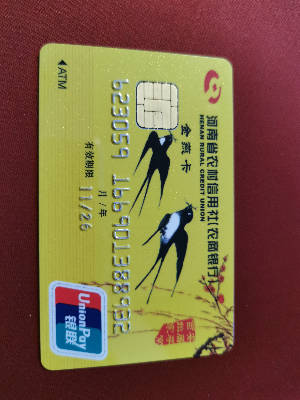 河南省农村信用社(农商银行)
HENAN RURAL CREDIT UNION
金燕卡
◀ATM
623059
月/年
有效期限 11/26
UnionPay
银联